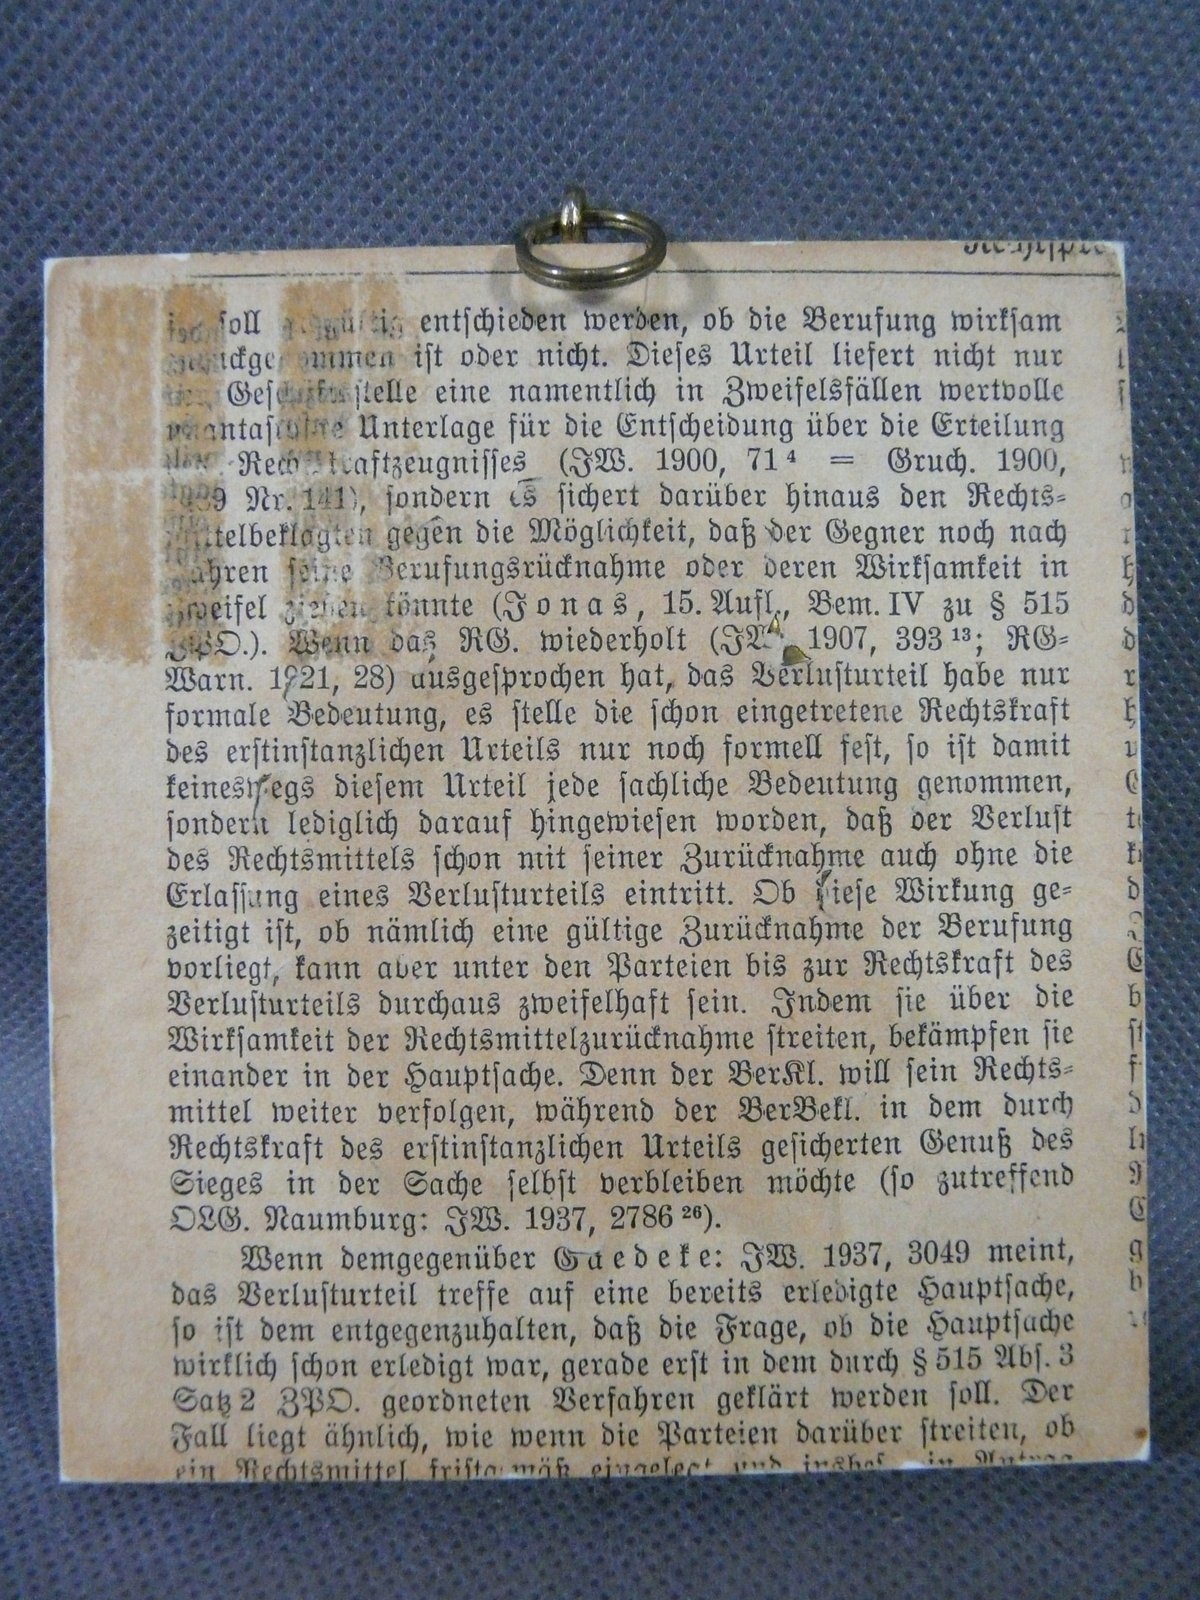 Rechtspre
soll endgültig entschieden werden, ob die Berufung wirksam
zurückgenommen ist oder nicht. Dieses Urteil liefert nicht nur
Geschäftsstelle eine namentlich in Zweifelsfällen wertvolle
unantastbare Unterlage für die Entscheidung über die Erteilung
Rechtskraftzeugnisses (JW. 1900, 71⁴ = Gruch. 1900,
Nr. 141), sondern es sichert darüber hinaus den Rechts-
mittelbeklagten gegen die Möglichkeit, daß der Gegner noch nach
Jahren seine Berufungsrücknahme oder deren Wirksamkeit in
Zweifel ziehen könnte (Jonas, 15. Aufl., Bem. IV zu § 515
ZPO.). Wenn das RG. wiederholt (JW. 1907, 393¹³; RG-
Warn. 1921, 28) ausgesprochen hat, das Verlusturteil habe nur
formale Bedeutung, es stelle die schon eingetretene Rechtskraft
des erstinstanzlichen Urteils nur noch formell fest, so ist damit
keineswegs diesem Urteil jede sachliche Bedeutung genommen,
sondern lediglich darauf hingewiesen worden, daß der Verlust
des Rechtsmittels schon mit seiner Zurücknahme auch ohne die
Erlassung eines Verlusturteils eintritt. Ob diese Wirkung ge-
zeitigt ist, ob nämlich eine gültige Zurücknahme der Berufung
vorliegt, kann aber unter den Parteien bis zur Rechtskraft des
Verlusturteils durchaus zweifelhaft sein. Indem sie über die
Wirksamkeit der Rechtsmittelzurücknahme streiten, bekämpfen sie
einander in der Hauptsache. Denn der BerKl. will sein Rechts-
mittel weiter verfolgen, während der BerBekl. in dem durch
Rechtskraft des erstinstanzlichen Urteils gesicherten Genuß des
Sieges in der Sache selbst verbleiben möchte (so zutreffend
OLG. Naumburg: JW. 1937, 2786²⁶).
Wenn demgegenüber Gaedeke: JW. 1937, 3049 meint,
das Verlusturteil treffe auf eine bereits erledigte Hauptsache,
so ist dem entgegenzuhalten, daß die Frage, ob die Hauptsache
wirklich schon erledigt war, gerade erst in dem durch § 515 Abs. 3
Satz 2 ZPO. geordneten Verfahren geklärt werden soll. Der
Fall liegt ähnlich, wie wenn die Parteien darüber streiten, ob
ein Rechtsmittel fristgemäß eingelegt und insbes. in Antrag